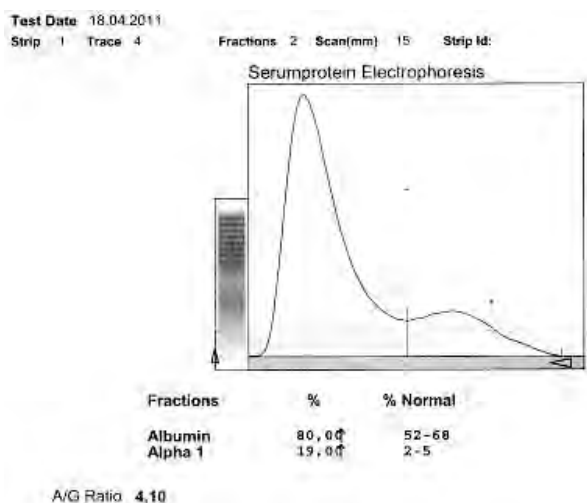 Test Date 18.04.2011
Strip 1 Trace 4 Fractions 2 Scan(mm) 15 Strip Id:
Serumprotein Electrophoresis
Fractions % % Normal
Albumin 80,00↑ 52-68
Alpha 1 19,00↑ 2-5
A/G Ratio 4,10